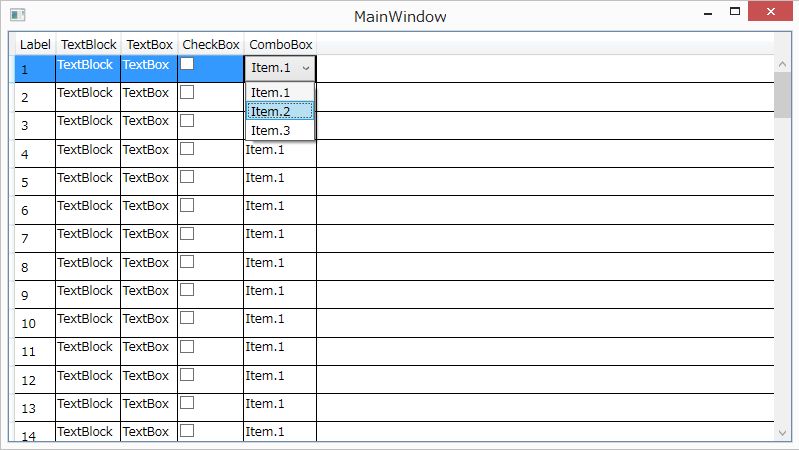 MainWindow
Label TextBlock TextBox CheckBox ComboBox
1 TextBlock TextBox Item.1
2 TextBlock TextBox Item.1
3 TextBlock TextBox Item.2
Item.3
4 TextBlock TextBox Item.1
5 TextBlock TextBox Item.1
6 TextBlock TextBox Item.1
7 TextBlock TextBox Item.1
8 TextBlock TextBox Item.1
9 TextBlock TextBox Item.1
10 TextBlock TextBox Item.1
11 TextBlock TextBox Item.1
12 TextBlock TextBox Item.1
13 TextBlock TextBox Item.1
14 TextBlock TextBox Item.1